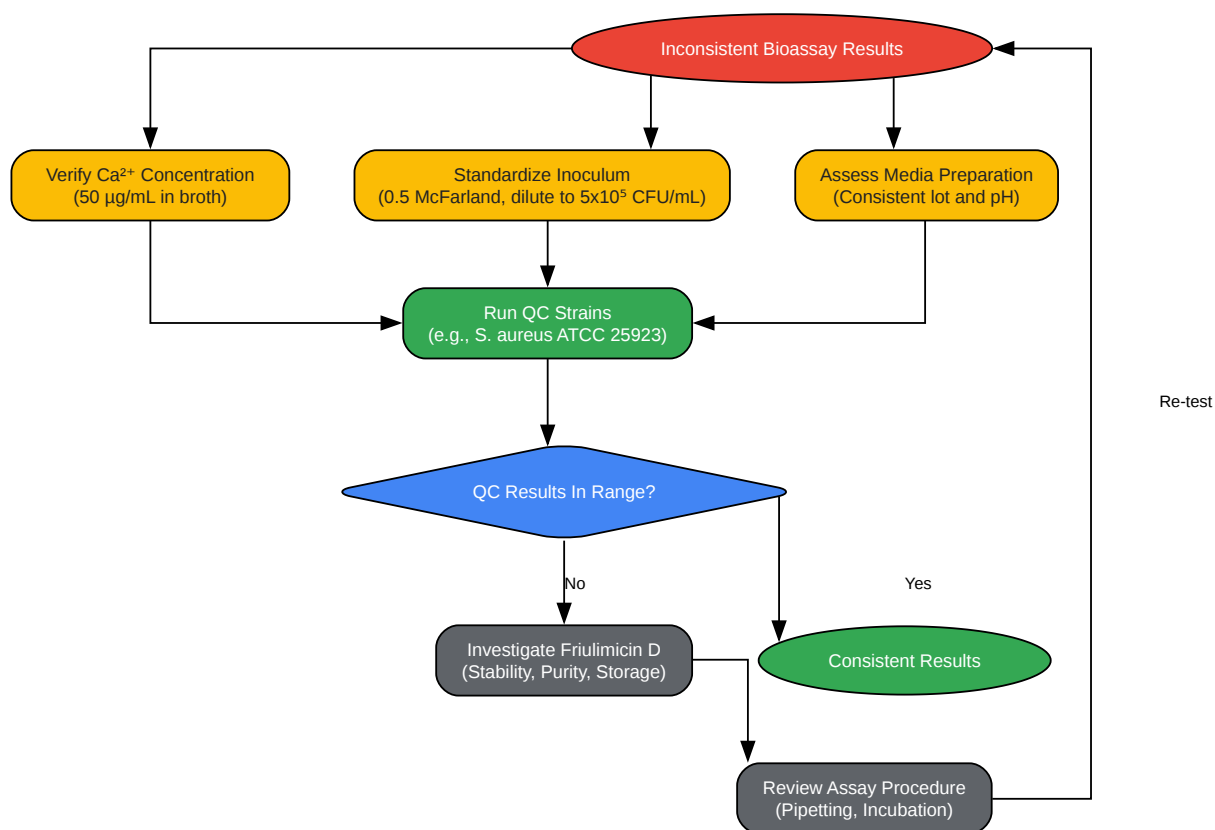 Inconsistent Bioassay Results
Verify Ca²⁺ Concentration
(50 µg/mL in broth)
Standardize Inoculum
(0.5 McFarland, dilute to 5x10⁵ CFU/mL)
Assess Media Preparation
(Consistent lot and pH)
Run QC Strains
(e.g., S. aureus ATCC 25923)
Re-test
QC Results In Range?
No
Yes
Investigate Friulimicin D
(Stability, Purity, Storage)
Consistent Results
Review Assay Procedure
(Pipetting, Incubation)